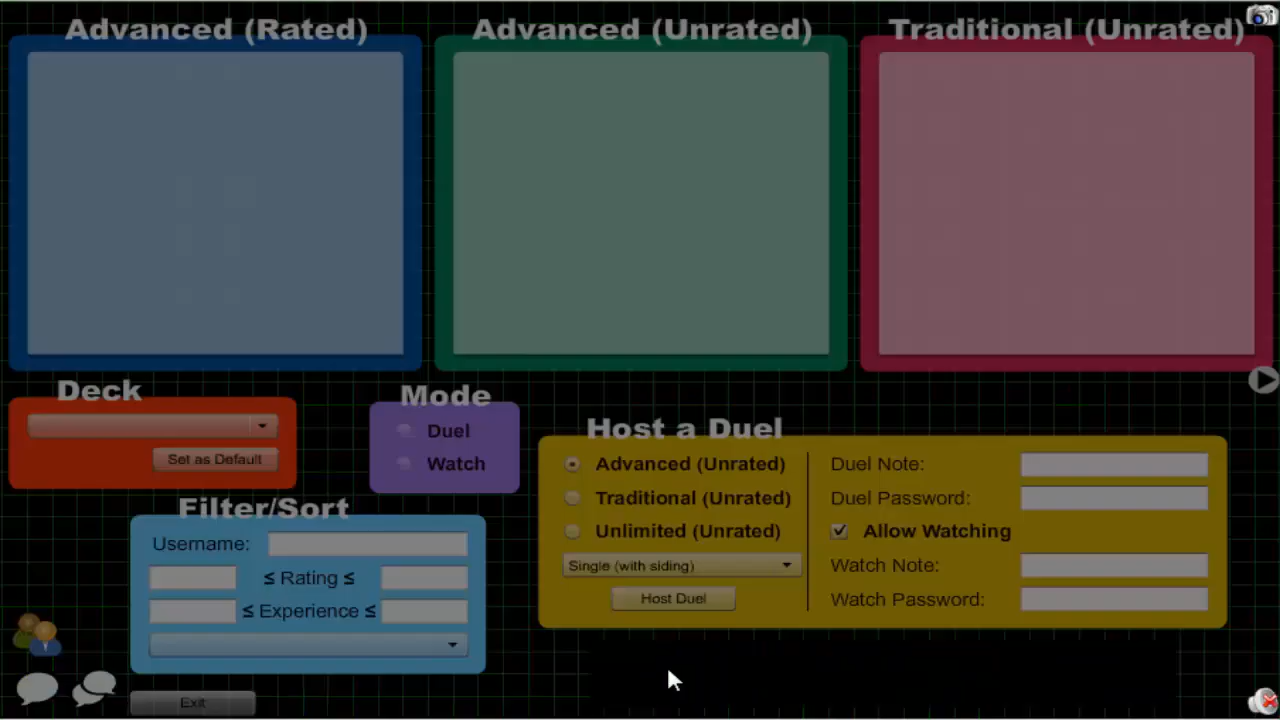 Advanced (Rated)
Advanced (Unrated)
Traditional (Unrated)
Deck
Set as Default
Mode
Duel
Watch
Filter/Sort
Username:
≤ Rating ≤
≤ Experience ≤
Exit
Host a Duel
Advanced (Unrated)
Traditional (Unrated)
Unlimited (Unrated)
Single (with siding)
Host Duel
Duel Note:
Duel Password:
Allow Watching
Watch Note:
Watch Password: